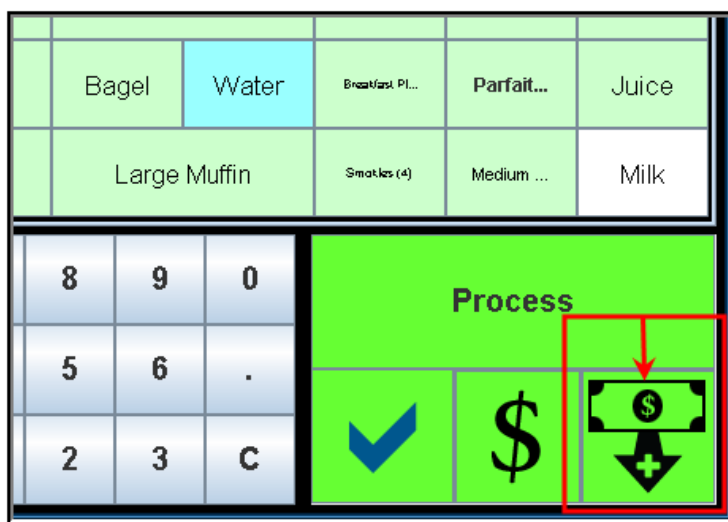 Bagel Water Breakfast Pl... Parfait... Juice
Large Muffin Smokies (4) Medium ... Milk
8 9 0
Process
5 6 .
$ $
2 3 C